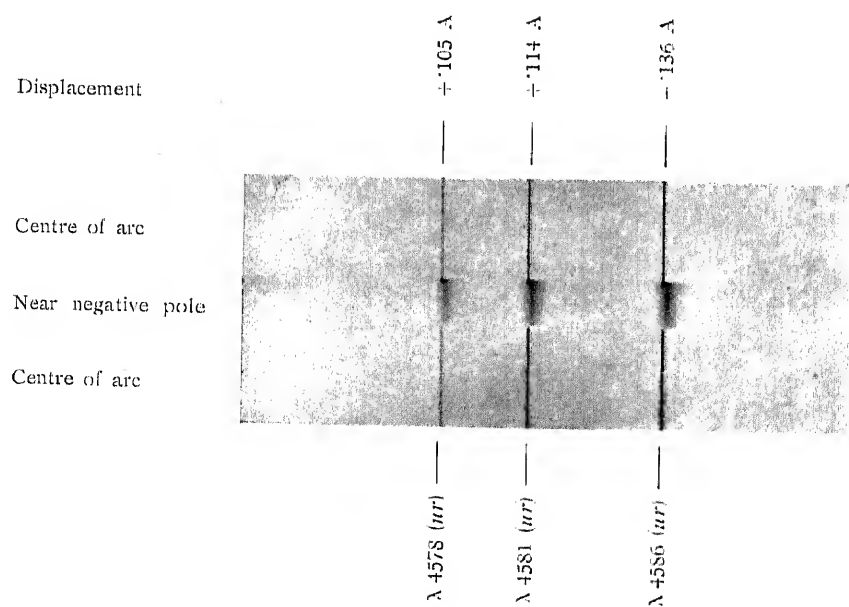 Displacement
+ ·105 A
+ ·114 A
− ·136 A
Centre of arc
Near negative pole
Centre of arc
λ 4578 (ur)
λ 4581 (ur)
λ 4586 (ur)